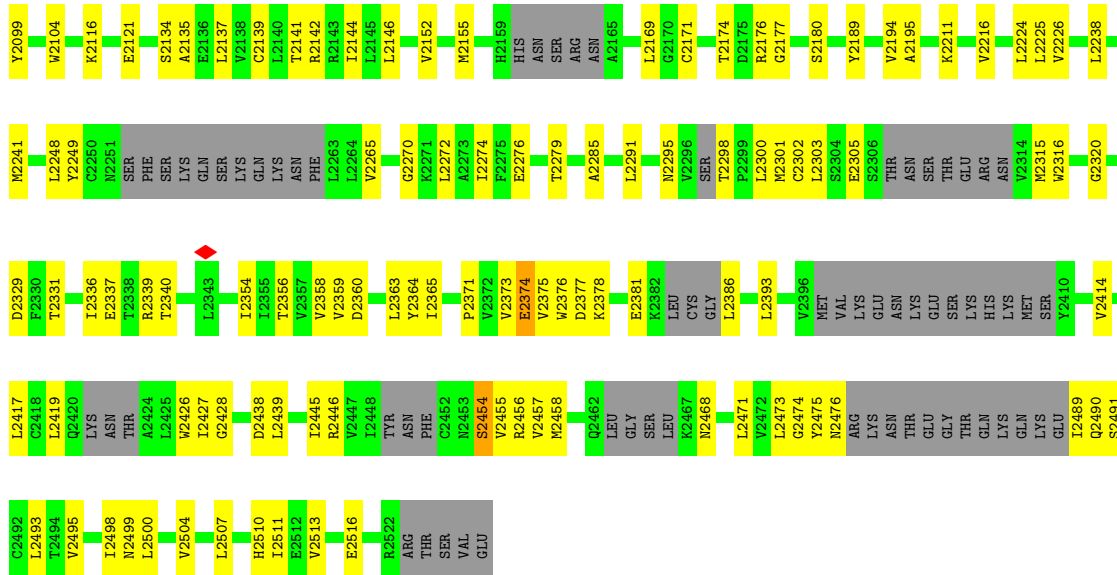 Y2099 W2104 K2116 E2121 S2134 A2135 E2136 L2137 V2138 C2139 L2140 T2141 R2142 R2143 I2144 L2145 L2146 V2152 M2155 H2159 HIS ASN SER ARG ASN A2165 L2169 G2170 C2171 T2174 D2175 R2176 G2177 S2180 Y2189 V2194 A2195 K2211 V2216 L2224 L2225 V2226 L2238
M2241 L2248 Y2249 C2250 N2251 SER PHE SER LYS GLN SER LYS GLN LYS ASN PHE L2263 L2264 V2265 G2270 K2271 L2272 A2273 I2274 F2275 E2276 T2279 A2285 L2291 N2295 V2296 SER T2298 P2299 L2300 M2301 C2302 L2303 S2304 E2305 S2306 THR ASN SER THR GLU ARG ASN V2314 M2315 W2316 G2320
D2329 F2330 T2331 I2336 E2337 T2338 R2339 T2340 L2343 I2354 I2355 T2356 V2357 V2358 V2359 D2360 L2363 Y2364 I2365 P2371 V2372 V2373 E2374 V2375 W2376 D2377 K2378 E2381 K2382 LEU CYS GLY L2386 L2393 V2396 MET VAL LYS GLU ASN LYS GLU SER LYS HIS LYS MET SER Y2410 V2414
L2417 C2418 L2419 Q2420 LYS ASN THR A2424 L2425 W2426 I2427 G2428 D2438 L2439 I2445 R2446 V2447 I2448 TYR ASN PHE C2452 N2453 S2454 V2455 R2456 V2457 M2458 Q2462 LEU GLY SER LEU K2467 N2468 L2471 V2472 L2473 G2474 Y2475 N2476 ARG LYS ASN THR GLU GLY THR GLN LYS GLN LYS GLU I2489 Q2490 S2491
C2492 L2493 T2494 V2495 I2498 N2499 L2500 V2504 L2507 H2510 I2511 E2512 V2513 E2516 R2522 ARG THR SER VAL GLU